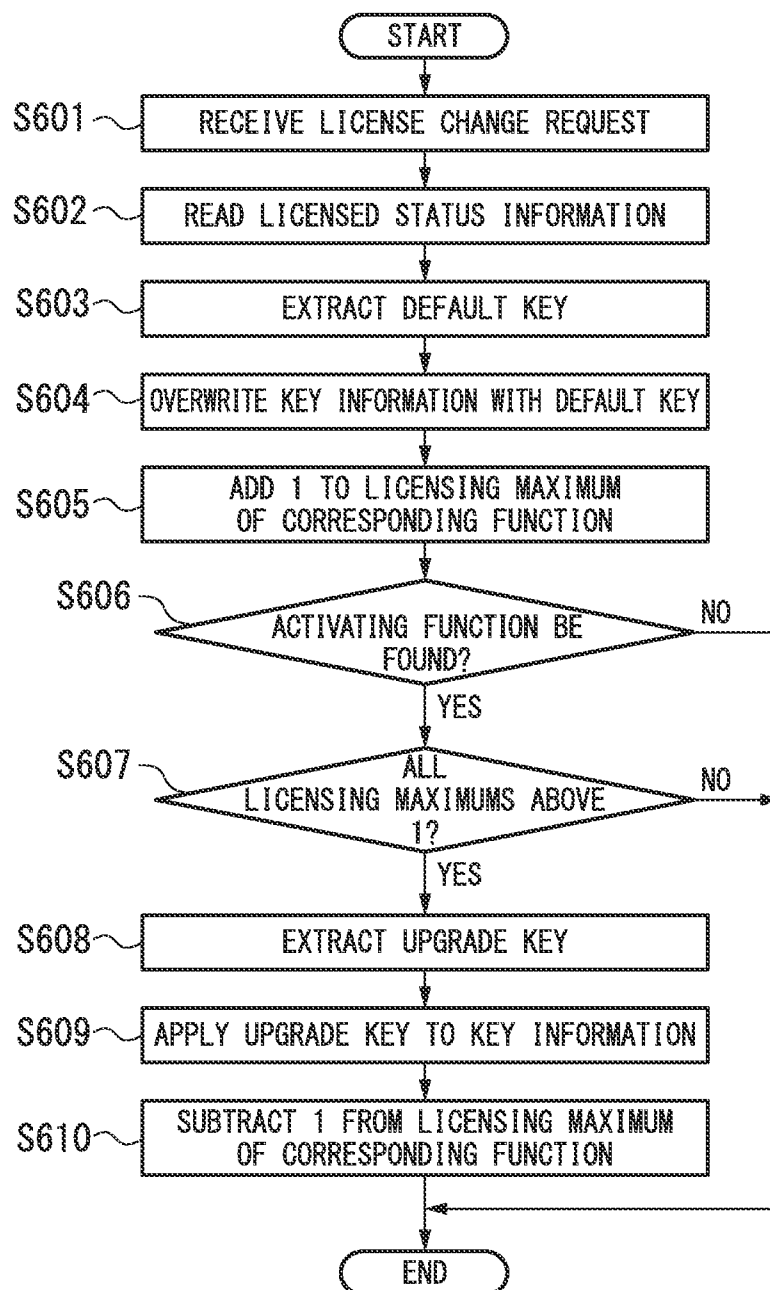 START
S601
RECEIVE LICENSE CHANGE REQUEST
S602
READ LICENSED STATUS INFORMATION
S603
EXTRACT DEFAULT KEY
S604
OVERWRITE KEY INFORMATION WITH DEFAULT KEY
S605
ADD 1 TO LICENSING MAXIMUM
OF CORRESPONDING FUNCTION
S606
ACTIVATING FUNCTION BE
FOUND?
NO
YES
S607
ALL
LICENSING MAXIMUMS ABOVE
1?
NO
YES
S608
EXTRACT UPGRADE KEY
S609
APPLY UPGRADE KEY TO KEY INFORMATION
S610
SUBTRACT 1 FROM LICENSING MAXIMUM
OF CORRESPONDING FUNCTION
END